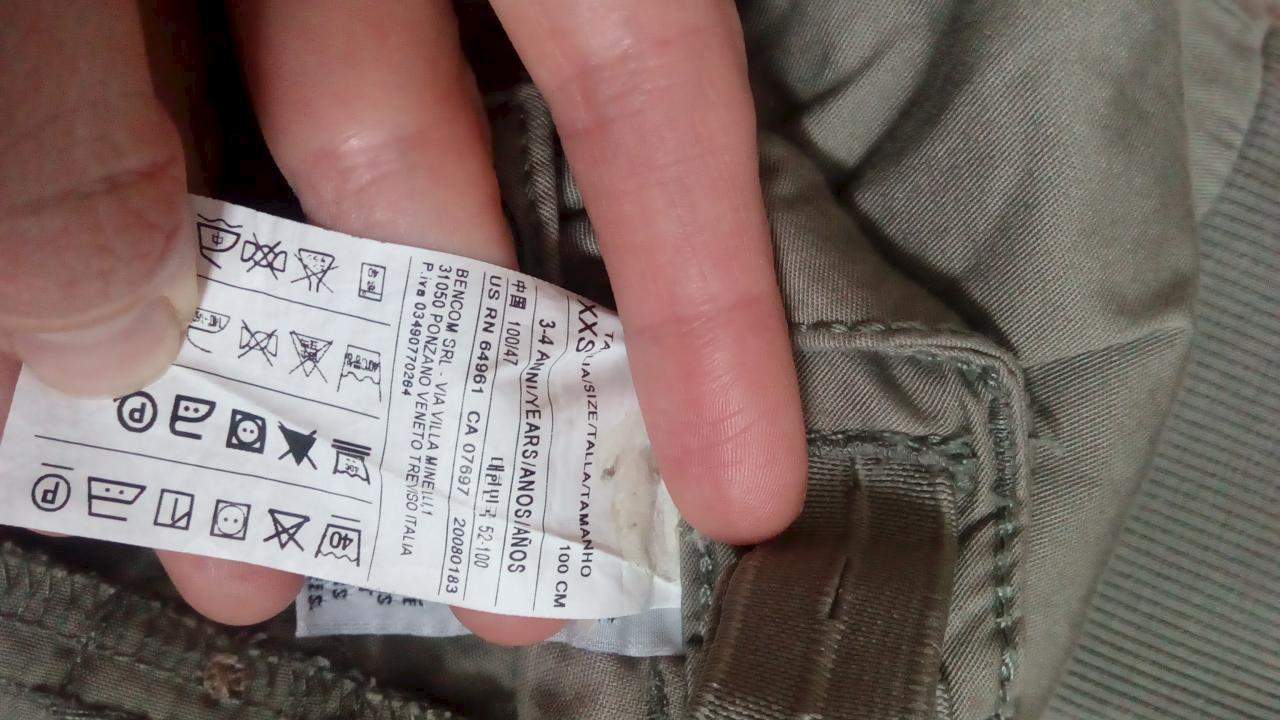 TAGLIA/SIZE/TALLA/TAMANHO
XXS 100 CM
3-4 ANNI/YEARS/ANOS/ANOS
中国 100/47 대한민국 52-100
US RN 64961 CA 07697 20080183
BENCOM SRL - VIA VILLA MINELLI,1
31050 PONZANO VENETO TREVISO ITALIA
P.iva 03490770264
40
P
P
中